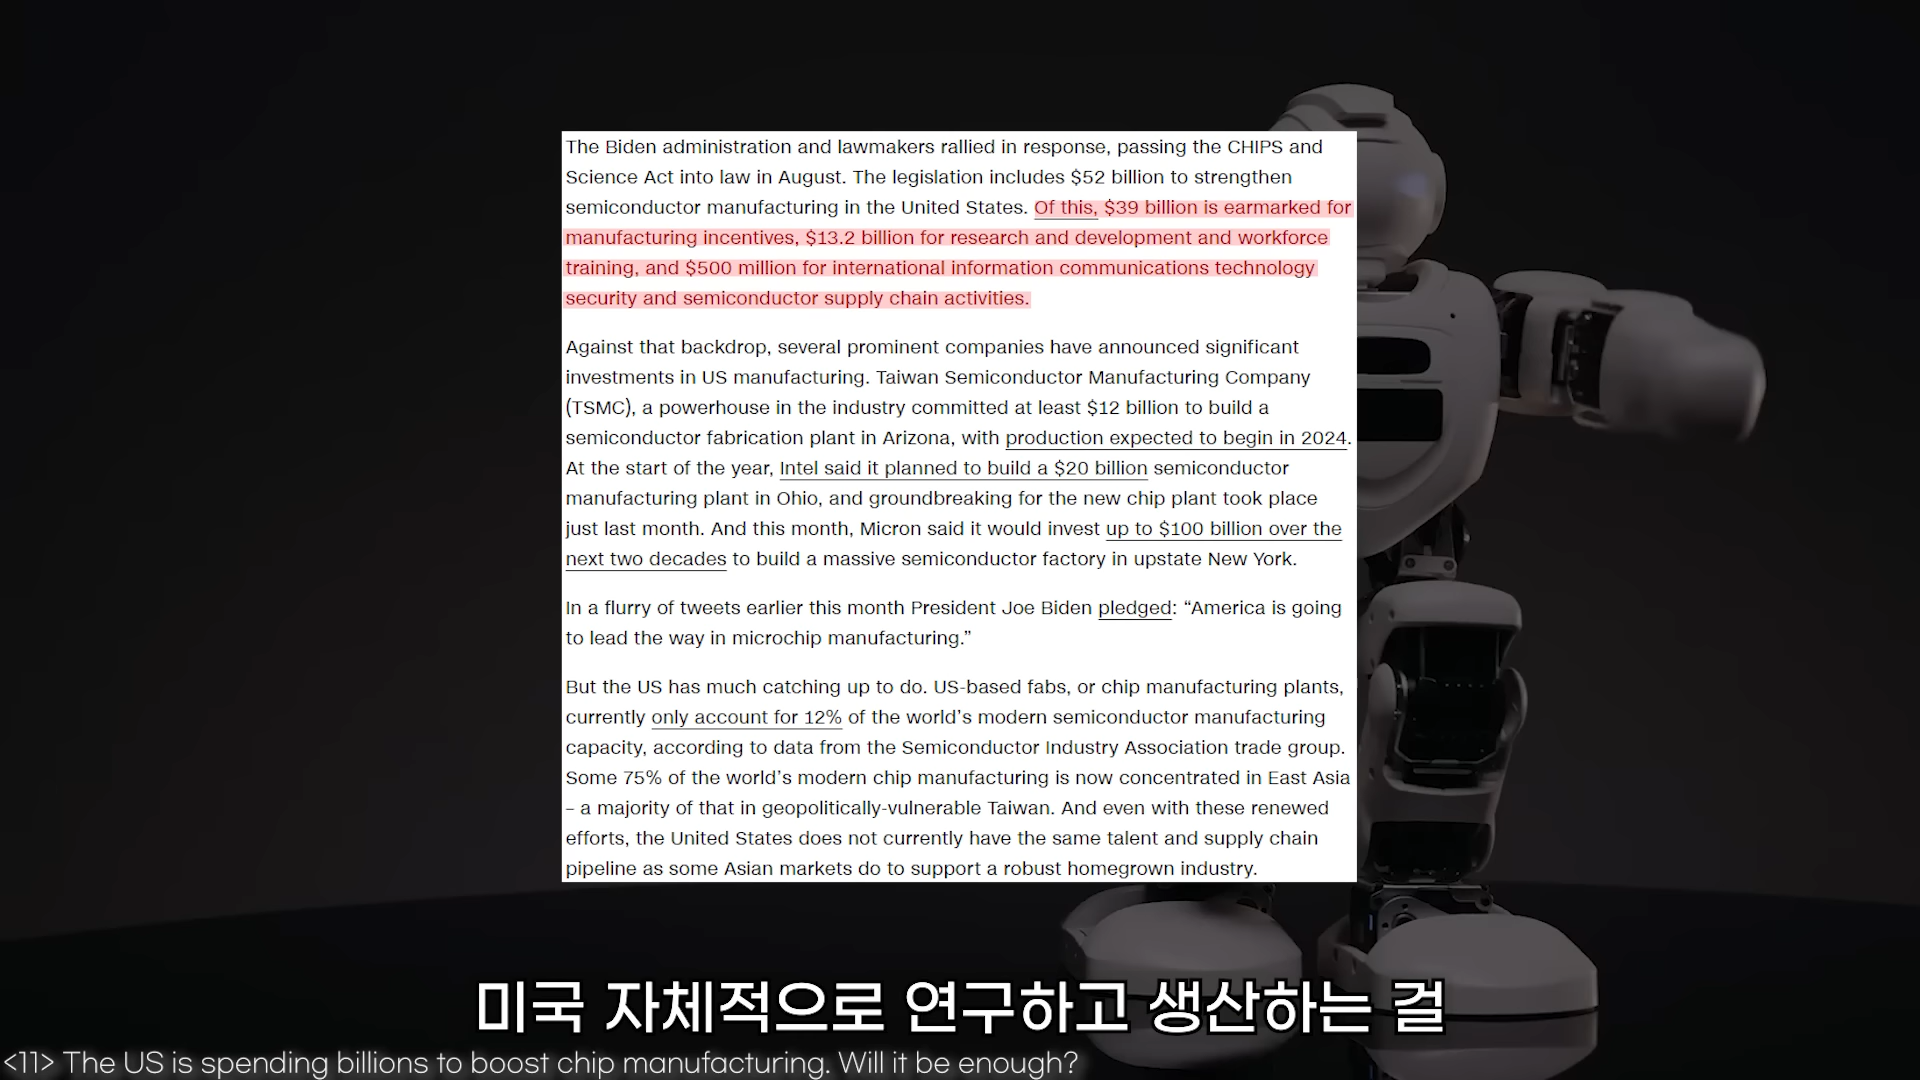 The Biden administration and lawmakers rallied in response, passing the CHIPS and
Science Act into law in August. The legislation includes $52 billion to strengthen
semiconductor manufacturing in the United States. Of this, $39 billion is earmarked for
manufacturing incentives, $13.2 billion for research and development and workforce
training, and $500 million for international information communications technology
security and semiconductor supply chain activities.
Against that backdrop, several prominent companies have announced significant
investments in US manufacturing. Taiwan Semiconductor Manufacturing Company
(TSMC), a powerhouse in the industry committed at least $12 billion to build a
semiconductor fabrication plant in Arizona, with production expected to begin in 2024.
At the start of the year, Intel said it planned to build a $20 billion semiconductor
manufacturing plant in Ohio, and groundbreaking for the new chip plant took place
just last month. And this month, Micron said it would invest up to $100 billion over the
next two decades to build a massive semiconductor factory in upstate New York.
In a flurry of tweets earlier this month President Joe Biden pledged: “America is going
to lead the way in microchip manufacturing.”
But the US has much catching up to do. US-based fabs, or chip manufacturing plants,
currently only account for 12% of the world’s modern semiconductor manufacturing
capacity, according to data from the Semiconductor Industry Association trade group.
Some 75% of the world’s modern chip manufacturing is now concentrated in East Asia
– a majority of that in geopolitically-vulnerable Taiwan. And even with these renewed
efforts, the United States does not currently have the same talent and supply chain
pipeline as some Asian markets do to support a robust homegrown industry.
미국 자체적으로 연구하고 생산하는 걸
<11> The US is spending billions to boost chip manufacturing. Will it be enough?